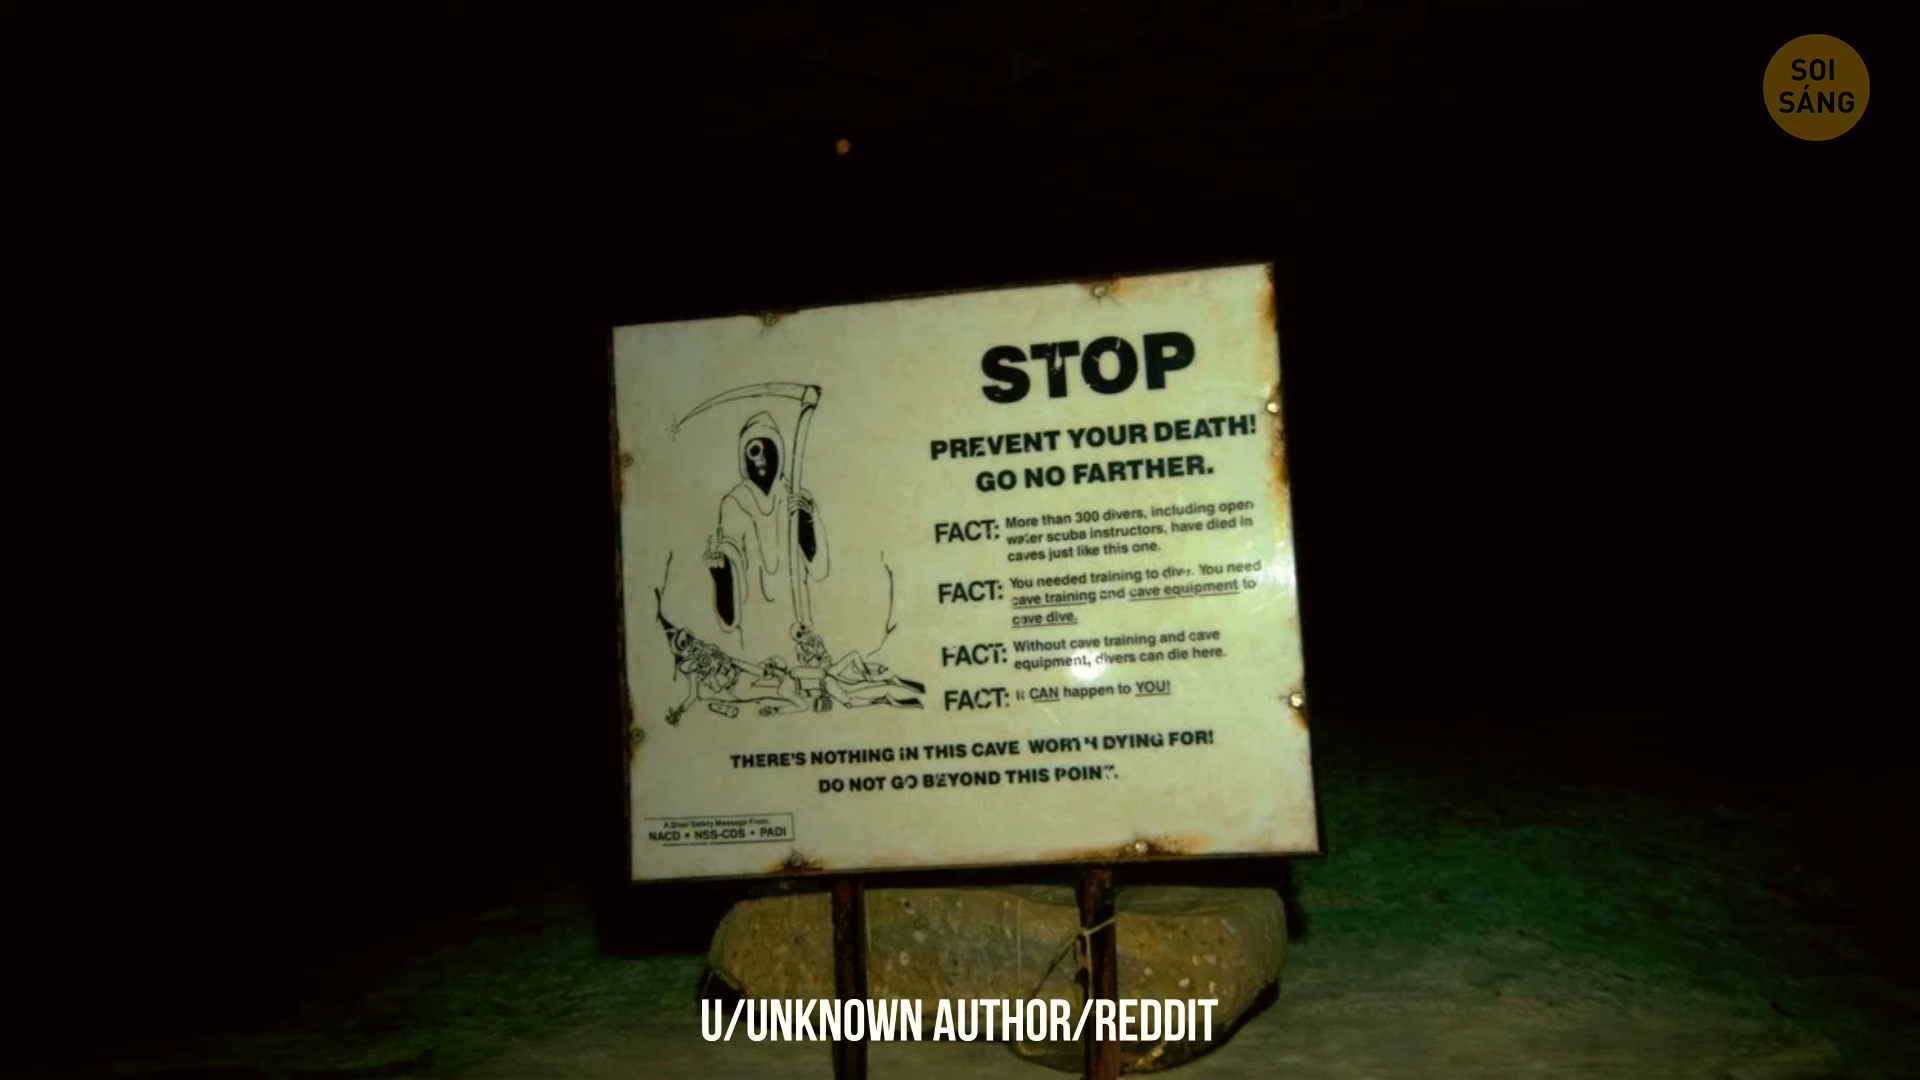 SOI
SÁNG
STOP
PREVENT YOUR DEATH!
GO NO FARTHER.
FACT: More than 300 divers, including open
water scuba instructors, have died in
caves just like this one.
FACT: You needed training to dive. You need
cave training and cave equipment to
cave dive.
FACT: Without cave training and cave
equipment, divers can die here.
FACT: It CAN happen to YOU!
THERE'S NOTHING IN THIS CAVE WORTH DYING FOR!
DO NOT GO BEYOND THIS POINT.
A Diver Safety Message From:
NACD • NSS-CDS • PADI
U/UNKNOWN AUTHOR/REDDIT